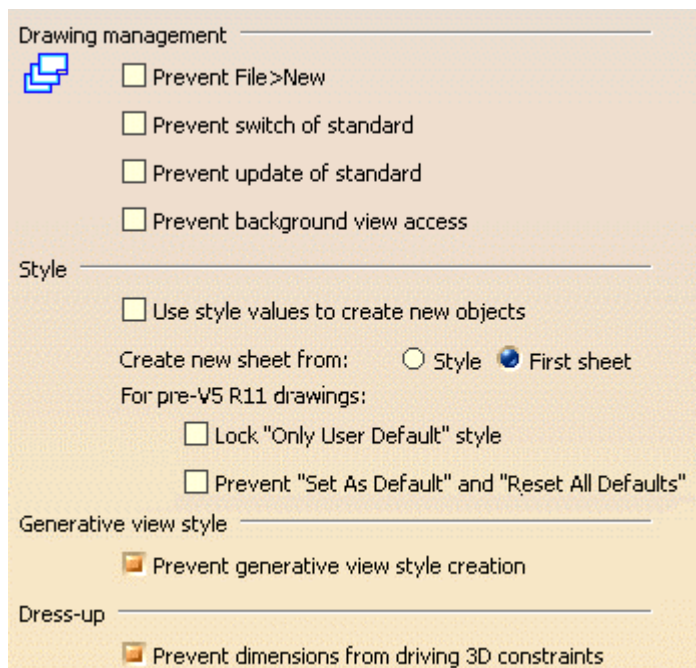 Drawing management
Prevent File>New
Prevent switch of standard
Prevent update of standard
Prevent background view access
Style
Use style values to create new objects
Create new sheet from: Style First sheet
For pre-V5 R11 drawings:
Lock "Only User Default" style
Prevent "Set As Default" and "Reset All Defaults"
Generative view style
Prevent generative view style creation
Dress-up
Prevent dimensions from driving 3D constraints